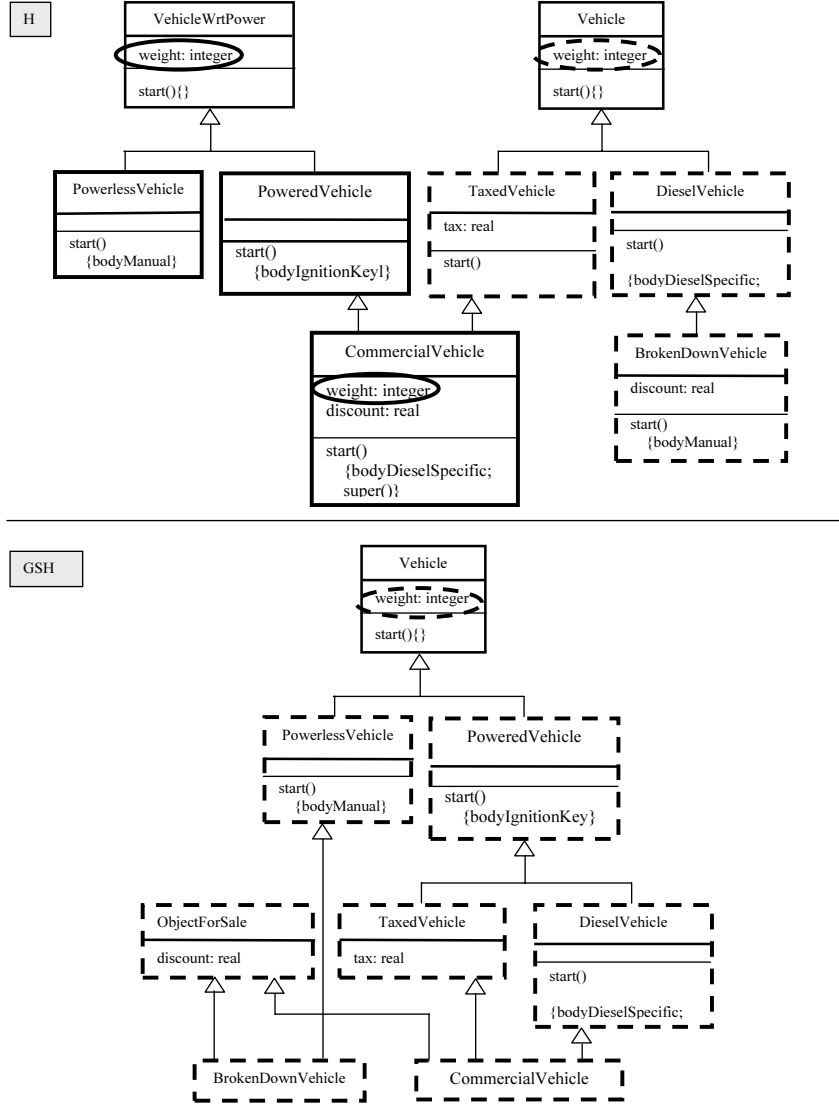 H
VehicleWrtPower
weight: integer
start(){}
Vehicle
weight: integer
start(){}
PowerlessVehicle
start()
{bodyManual}
PoweredVehicle
start()
{bodyIgnitionKeyl}
TaxedVehicle
tax: real
start()
DieselVehicle
start()
{bodyDieselSpecific;
CommercialVehicle
weight: integer
discount: real
start()
{bodyDieselSpecific;
super()}
BrokenDownVehicle
discount: real
start()
{bodyManual}
GSH
Vehicle
weight: integer
start(){}
PowerlessVehicle
start()
{bodyManual}
PoweredVehicle
start()
{bodyIgnitionKey}
ObjectForSale
discount: real
TaxedVehicle
tax: real
DieselVehicle
start()
{bodyDieselSpecific;
BrokenDownVehicle
CommercialVehicle